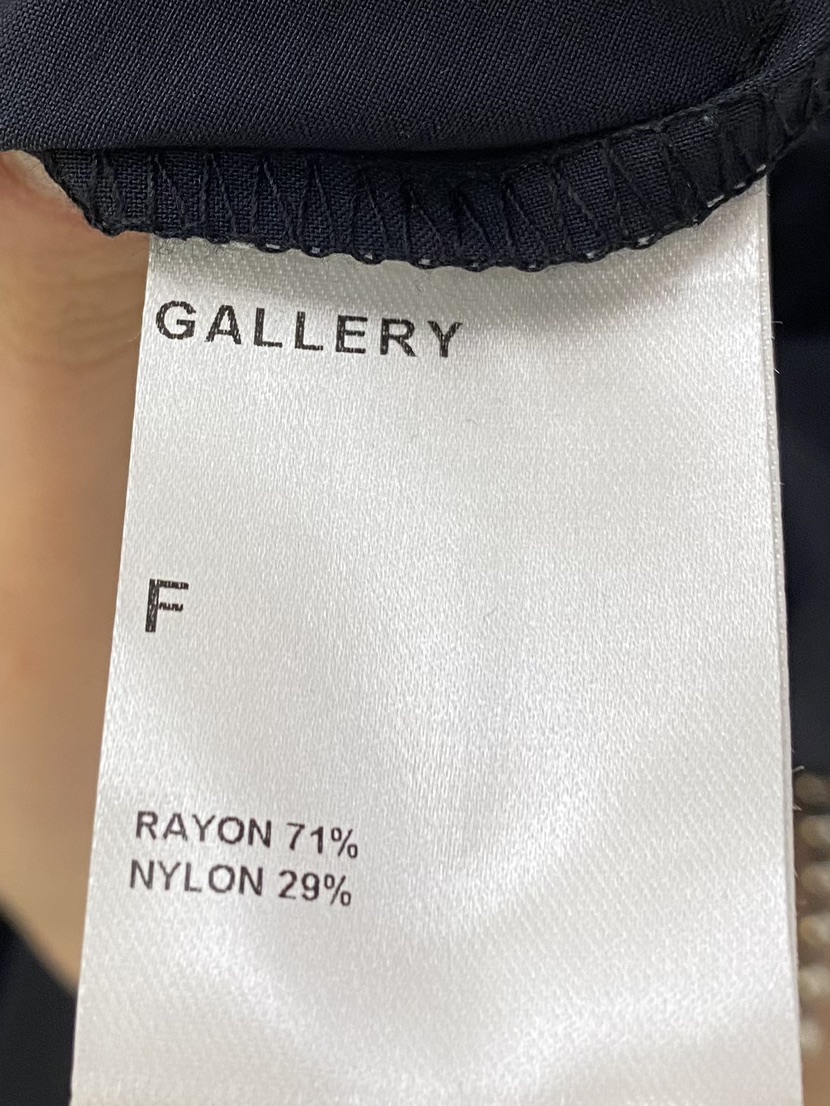 GALLERY
F
RAYON 71%
NYLON 29%